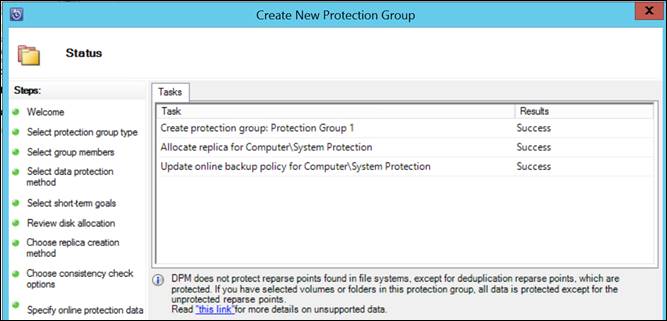 Create New Protection Group
X
Status
Steps:
Welcome
Select protection group type
Select group members
Select data protection
method
Select short-term goals
Review disk allocation
Choose replica creation
method
Choose consistency check
options
Specify online protection data
Tasks
Task Results
Create protection group: Protection Group 1 Success
Allocate replica for Computer\System Protection Success
Update online backup policy for Computer\System Protection Success
DPM does not protect reparse points found in file systems, except for deduplication reparse points, which are
protected. If you have selected volumes or folders in this protection group, all data is protected except for the
unprotected reparse points.
Read "this link"for more details on unsupported data.